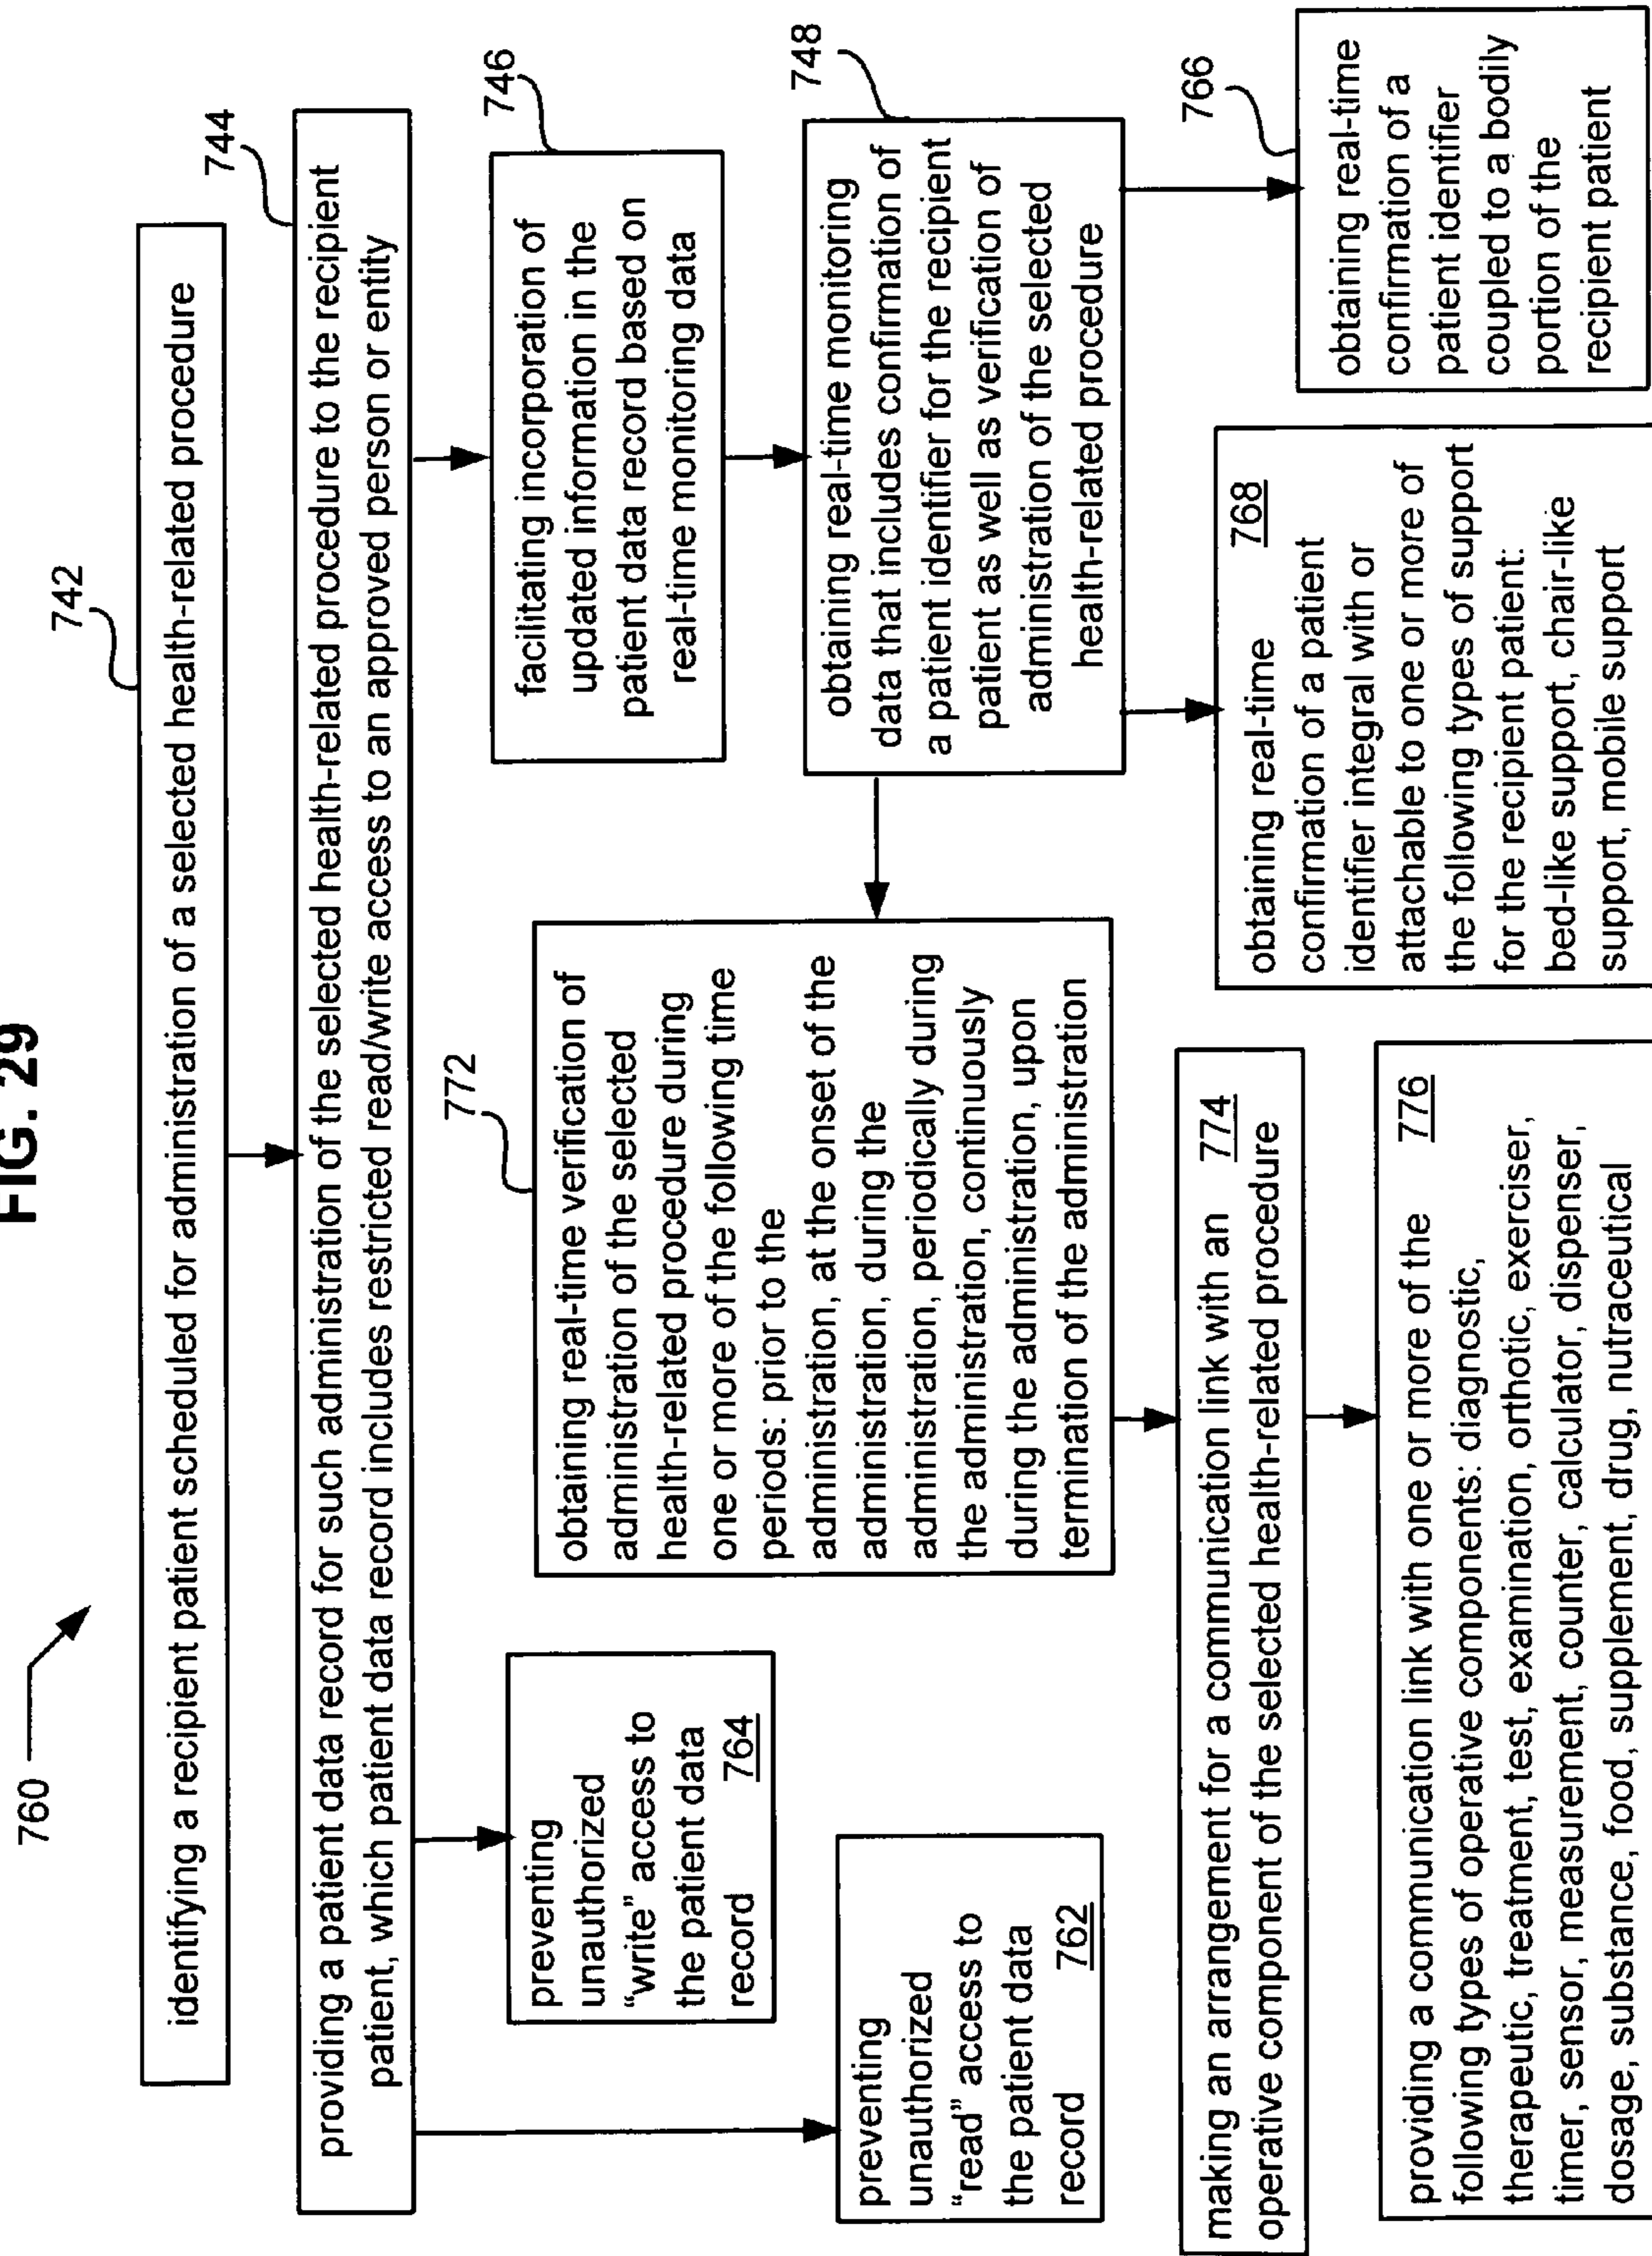 FIG. 29
760
742
identifying a recipient patient scheduled for administration of a selected health-related procedure
744
providing a patient data record for such administration of the selected health-related procedure to the recipient
patient, which patient data record includes restricted read/write access to an approved person or entity
746
facilitating incorporation of
updated information in the
patient data record based on
real-time monitoring data
748
obtaining real-time monitoring
data that includes confirmation of
a patient identifier for the recipient
patient as well as verification of
administration of the selected
health-related procedure
preventing
unauthorized
“write” access to
the patient data
record 764
preventing
unauthorized
“read” access to
the patient data
record 762
772
obtaining real-time verification of
administration of the selected
health-related procedure during
one or more of the following time
periods: prior to the
administration, at the onset of the
administration, during the
administration, periodically during
the administration, continuously
during the administration, upon
termination of the administration
766
obtaining real-time
confirmation of a
patient identifier
coupled to a bodily
portion of the
recipient patient
obtaining real-time 768
confirmation of a patient
identifier integral with or
attachable to one or more of
the following types of support
for the recipient patient:
bed-like support, chair-like
support, mobile support
making an arrangement for a communication link with an 774
operative component of the selected health-related procedure
providing a communication link with one or more of the 776
following types of operative components: diagnostic,
therapeutic, treatment, test, examination, orthotic, exerciser,
timer, sensor, measurement, counter, calculator, dispenser,
dosage, substance, food, supplement, drug, nutraceutical